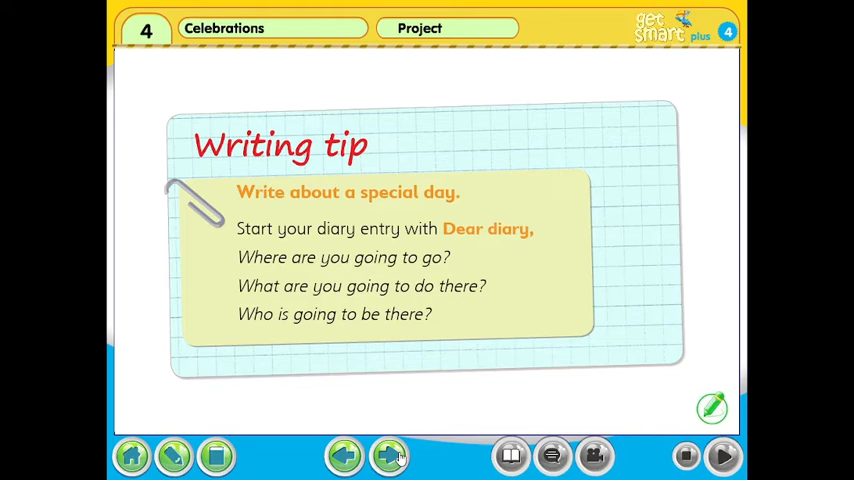 4
Celebrations
Project
get smart plus 4
Writing tip
Write about a special day.
Start your diary entry with Dear diary,
Where are you going to go?
What are you going to do there?
Who is going to be there?